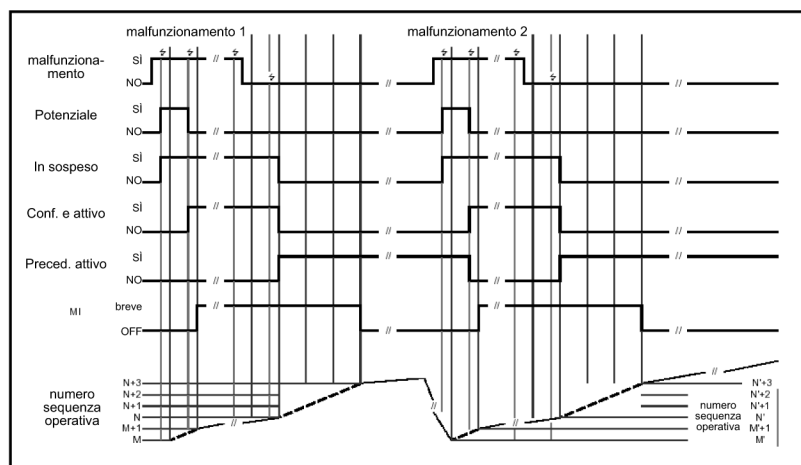 malfunzionamento 1
malfunzionamento 2
malfunziona-
mento
SÌ
NO
//
//
//
//
Potenziale
SÌ
NO
//
//
//
//
In sospeso
SÌ
NO
//
//
//
//
Conf. e attivo
SÌ
NO
//
//
//
//
Preced. attivo
SÌ
NO
//
//
//
//
MI
breve
OFF
//
//
//
//
numero
sequenza
operativa
N+3
N+2
N+1
N
M+1
M
//
//
//
//
numero
sequenza
operativa
N'+3
N'+2
N'+1
N'
M'+1
M'